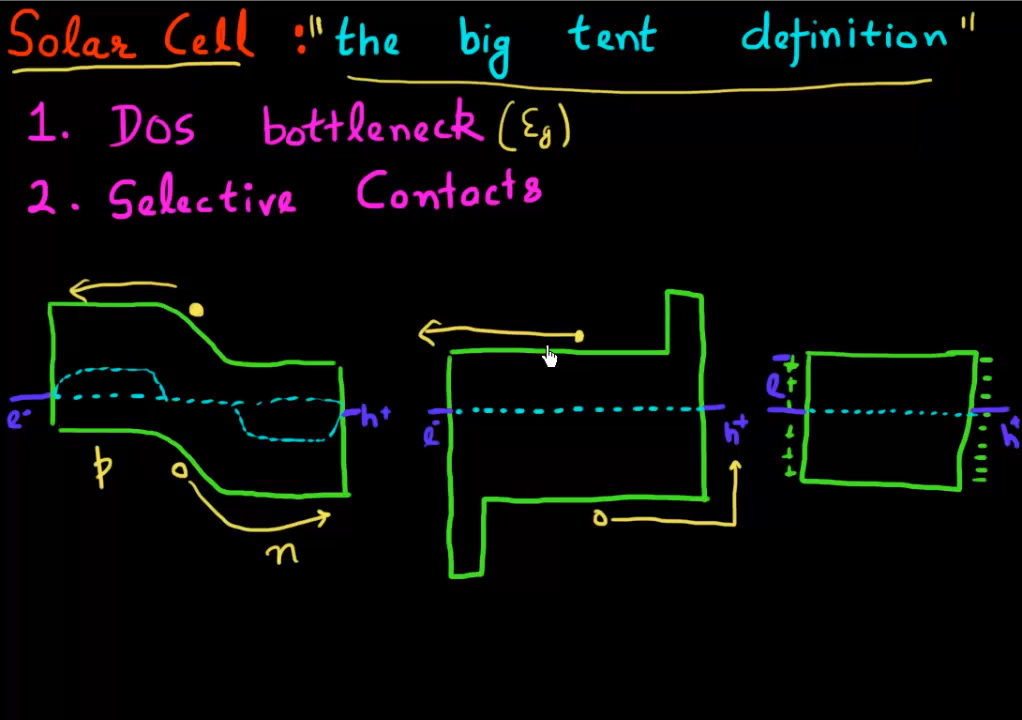 Solar Cell : "the big tent definition"
1. DOS bottleneck (Eg)
2. Selective Contacts
e- h+ e- h+ e- h+
p
n
+ + + + +
- - - - - - - -